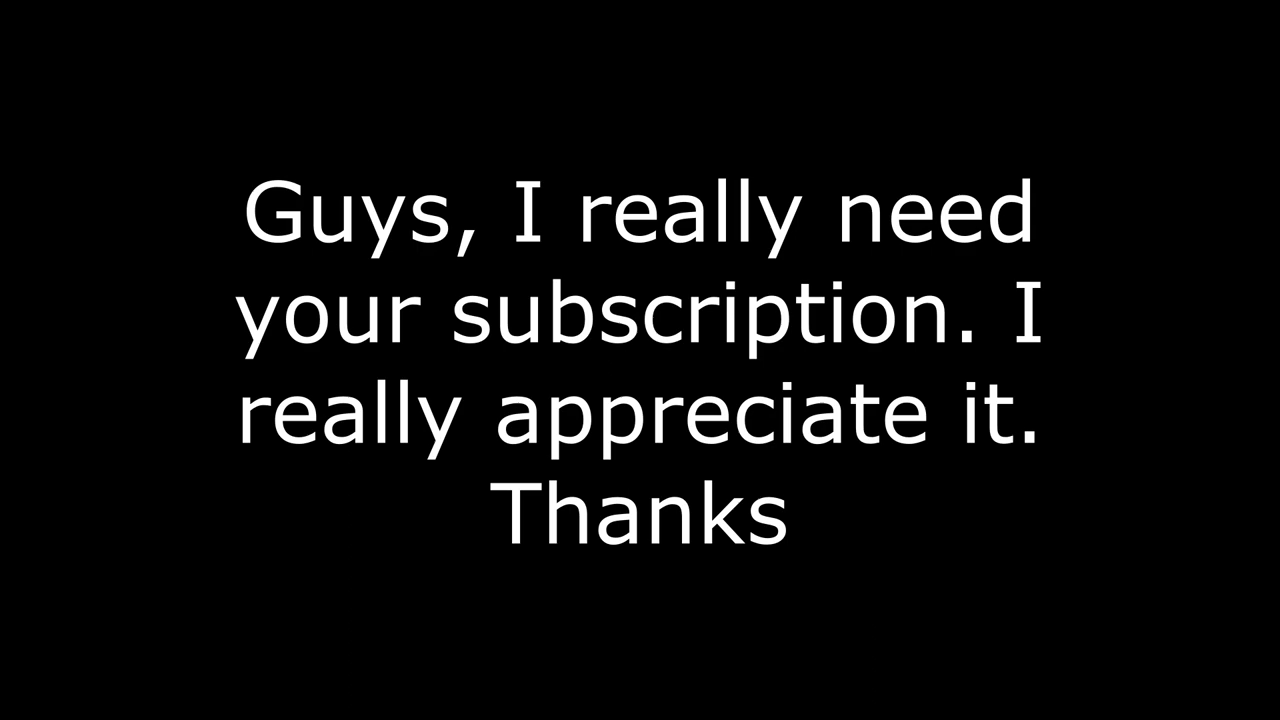 Guys, I really need
your subscription. I
really appreciate it.
Thanks